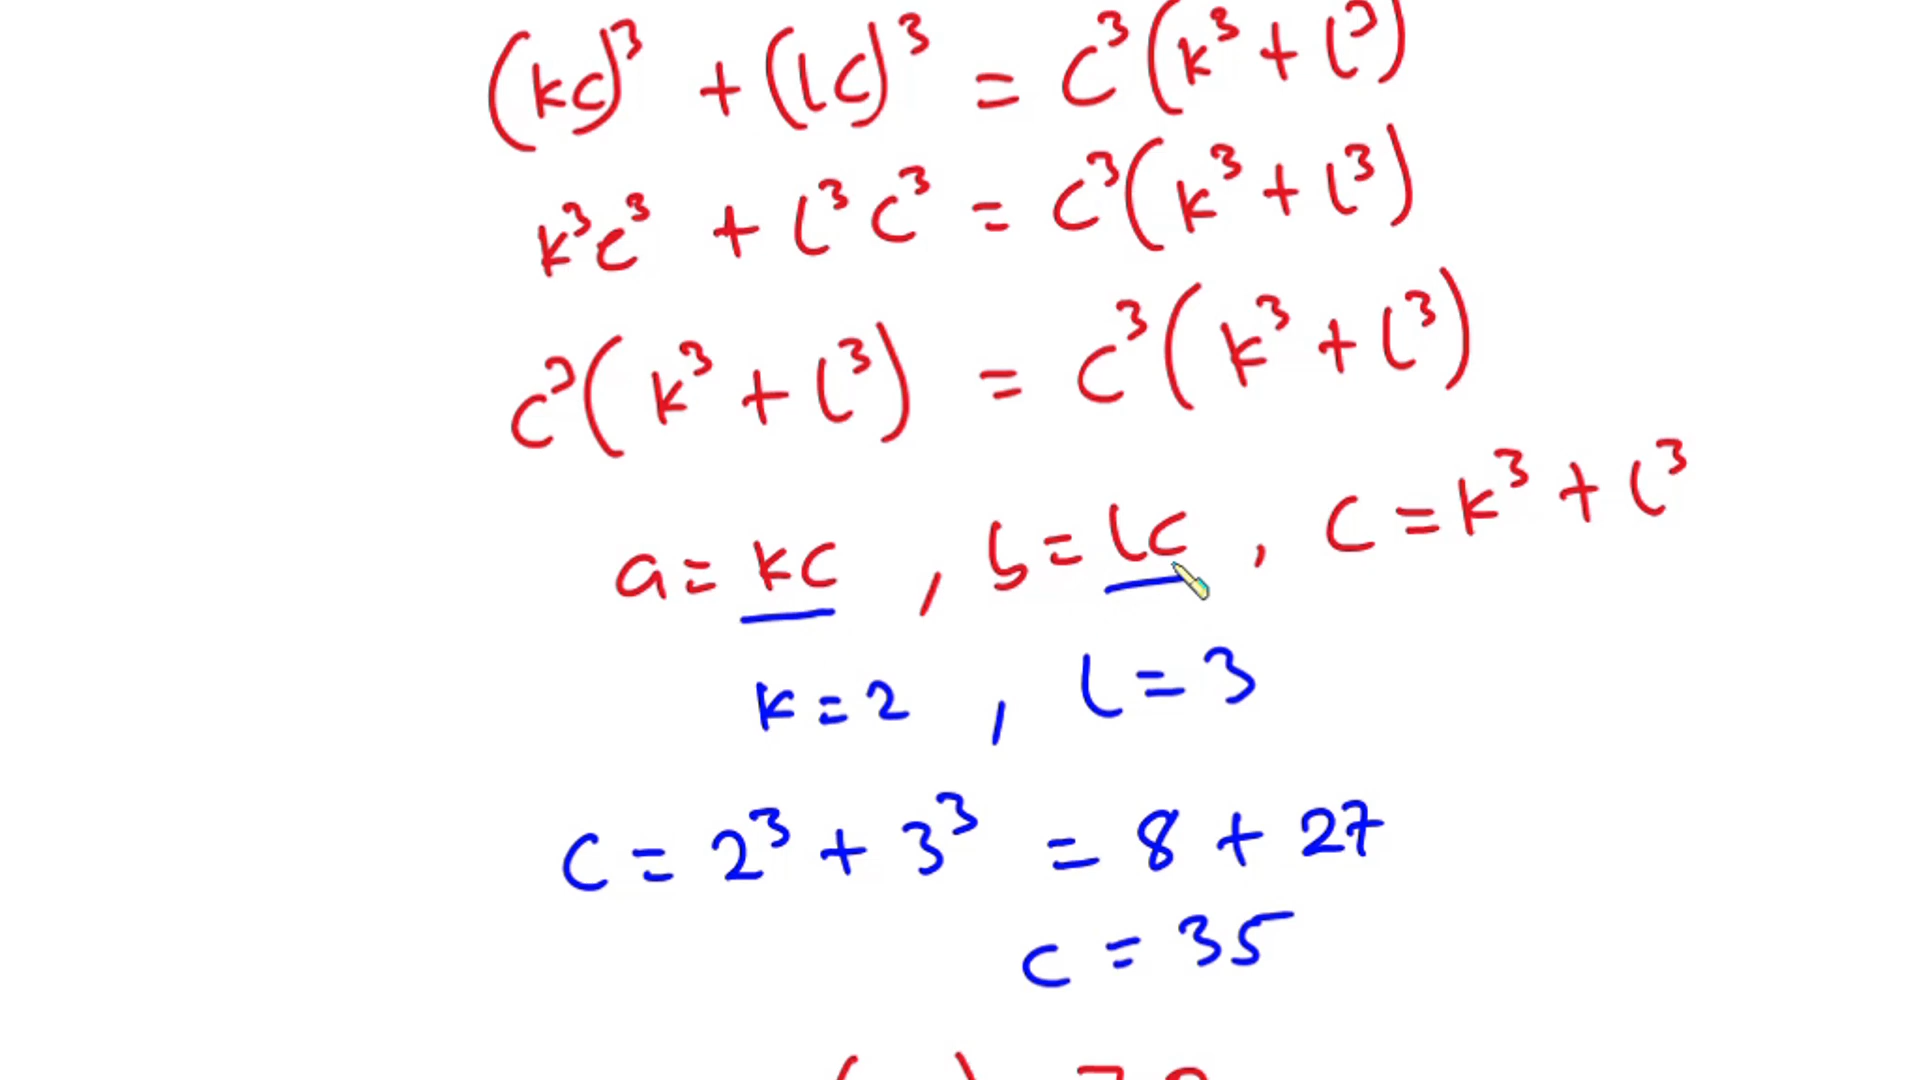 (kc)³ + (lc)³ = c³(k³ + l³)
k³c³ + l³c³ = c³(k³ + l³)
c³(k³ + l³) = c³(k³ + l³)
a = kc , b = lc , c = k³ + l³
k = 2 , l = 3
c = 2³ + 3³ = 8 + 27
c = 35